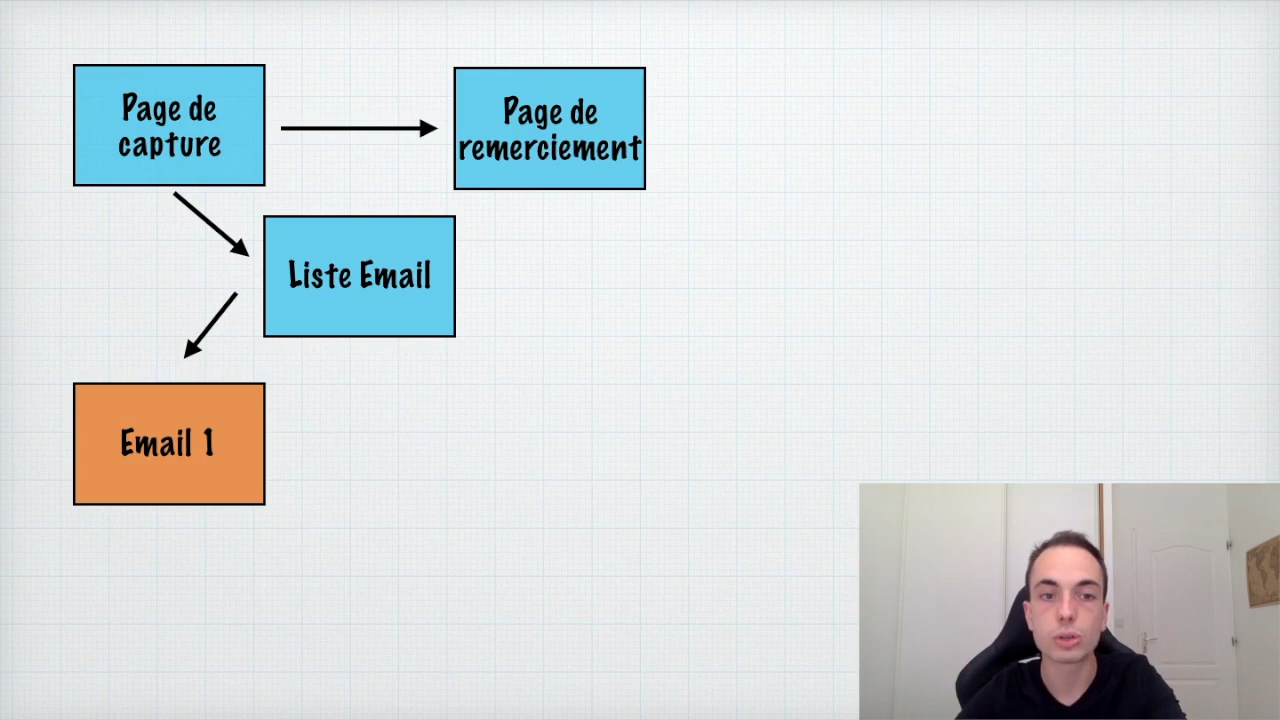 Page de
capture
Page de
remerciement
Liste Email
Email 1